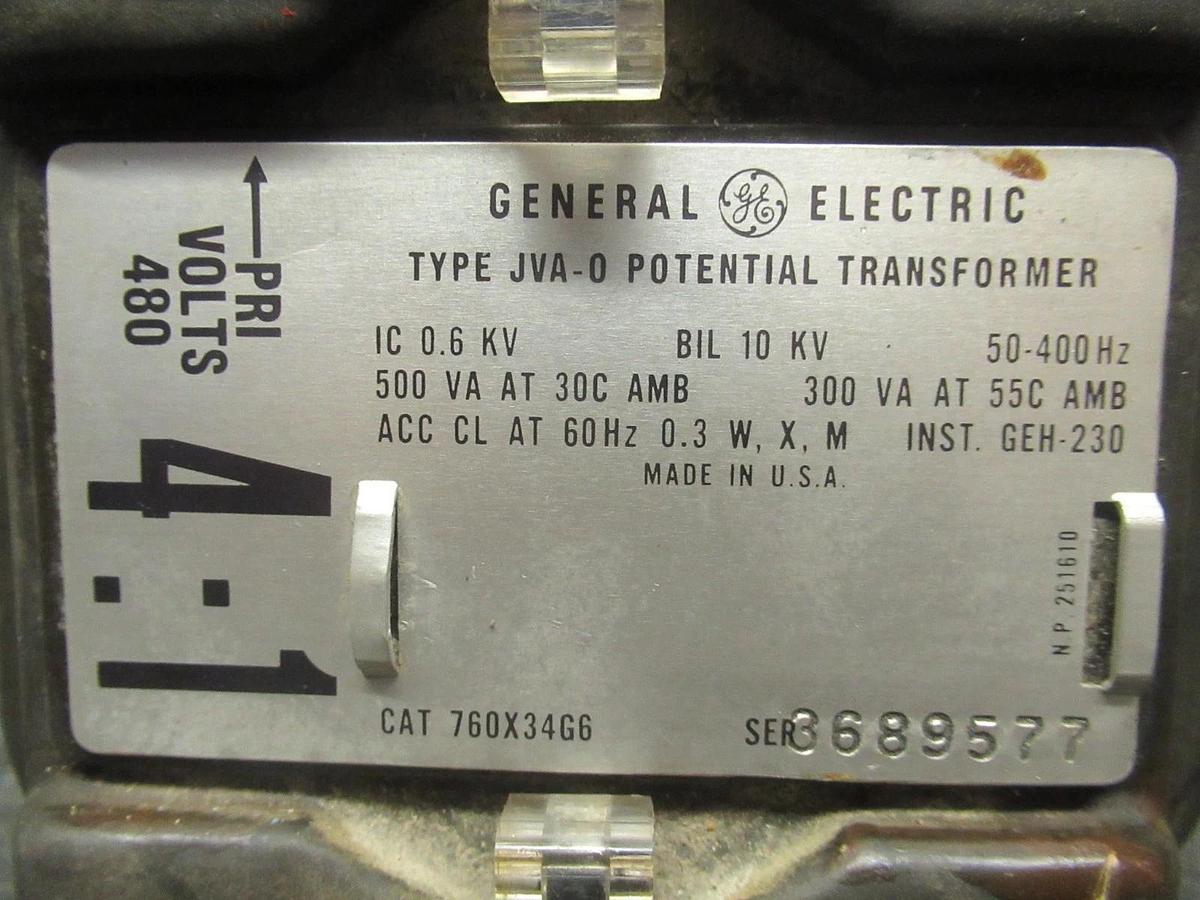 GENERAL GE ELECTRIC
TYPE JVA-0 POTENTIAL TRANSFORMER
IC 0.6 KV BIL 10 KV 50-400Hz
500 VA AT 30C AMB 300 VA AT 55C AMB
ACC CL AT 60Hz 0.3 W, X, M INST. GEH-230
MADE IN U.S.A.
PRI
VOLTS
480
4:1
N.P. 251610
CAT 760X34G6 SER 3689577